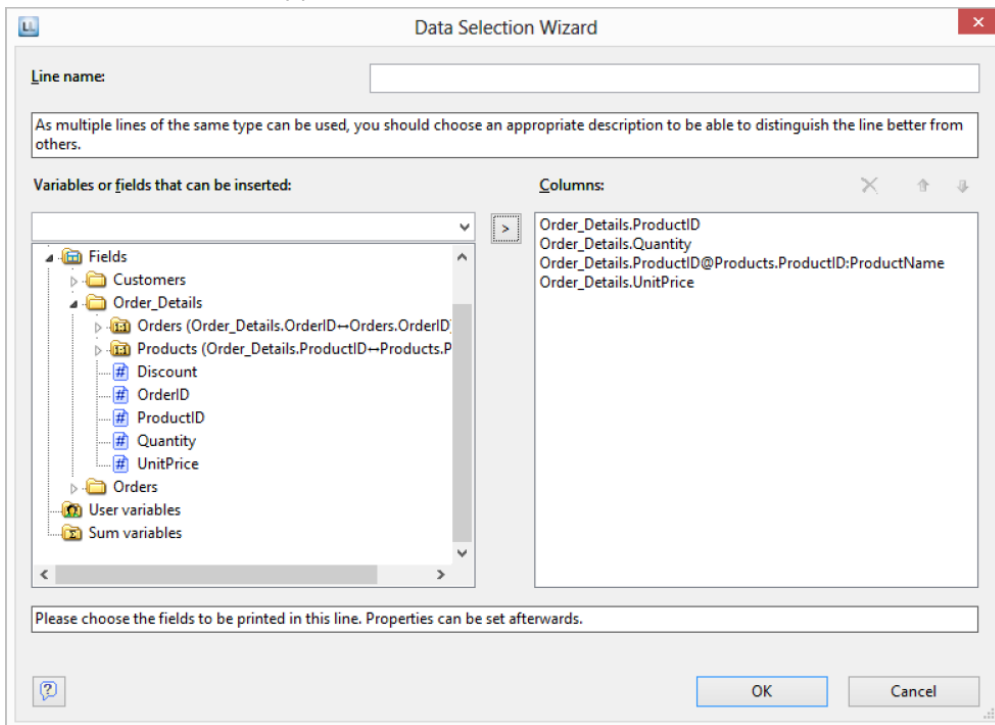 LL
Data Selection Wizard
Line name:
As multiple lines of the same type can be used, you should choose an appropriate description to be able to distinguish the line better from
others.
Variables or fields that can be inserted:
Columns:
>
Fields
Customers
Order_Details
Orders (Order_Details.OrderID↔Orders.OrderID
Products (Order_Details.ProductID↔Products.P
Discount
OrderID
ProductID
Quantity
UnitPrice
Orders
User variables
Sum variables
Order_Details.ProductID
Order_Details.Quantity
Order_Details.ProductID@Products.ProductID:ProductName
Order_Details.UnitPrice
Please choose the fields to be printed in this line. Properties can be set afterwards.
OK
Cancel